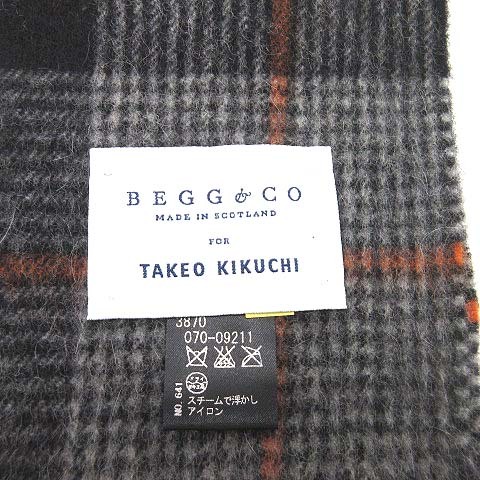 BEGG & CO
MADE IN SCOTLAND
FOR
TAKEO KIKUCHI
3870
070-09211
NO. 641
スチームで浮かし
アイロン